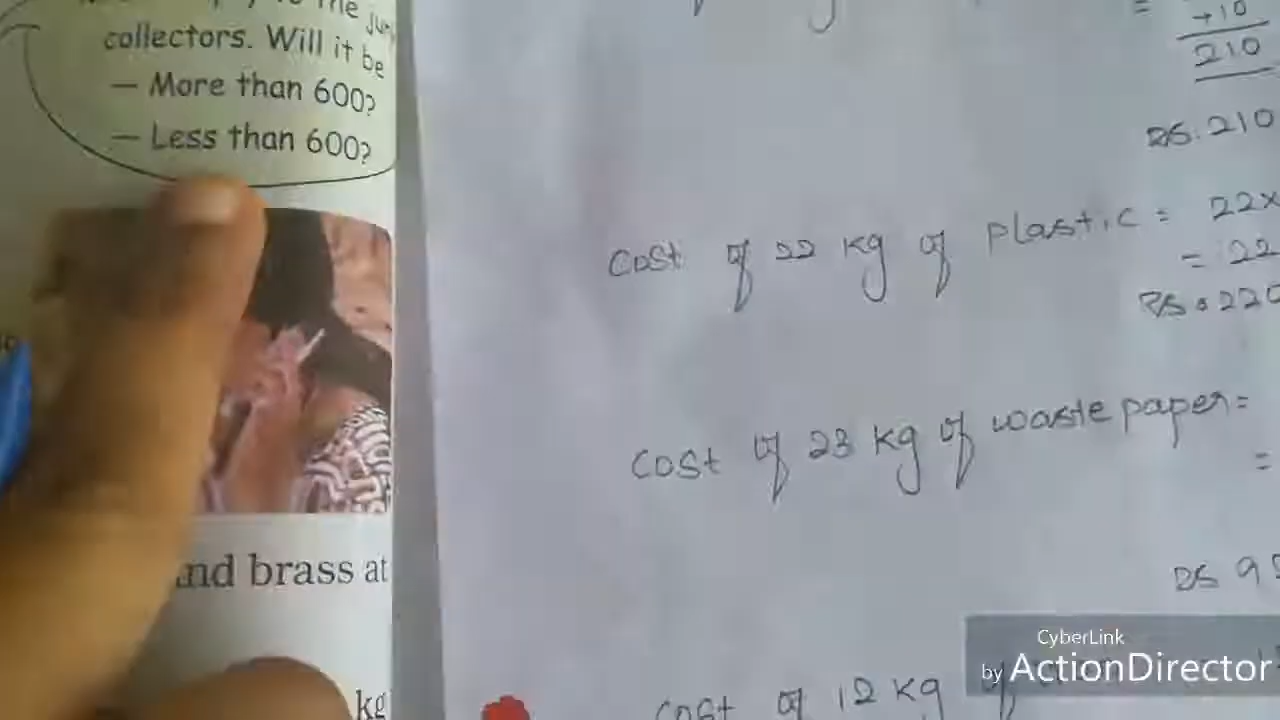 the
collectors. Will it be
— More than 600?
— Less than 600?
and brass at
kg
=
+10
210
Rs. 210
Cost of 22 kg of plastic = 22x
= 22
Rs. 220
Cost of 23 kg of waste paper =
=
Rs 9
Cost of 12 kg of
CyberLink
by ActionDirector